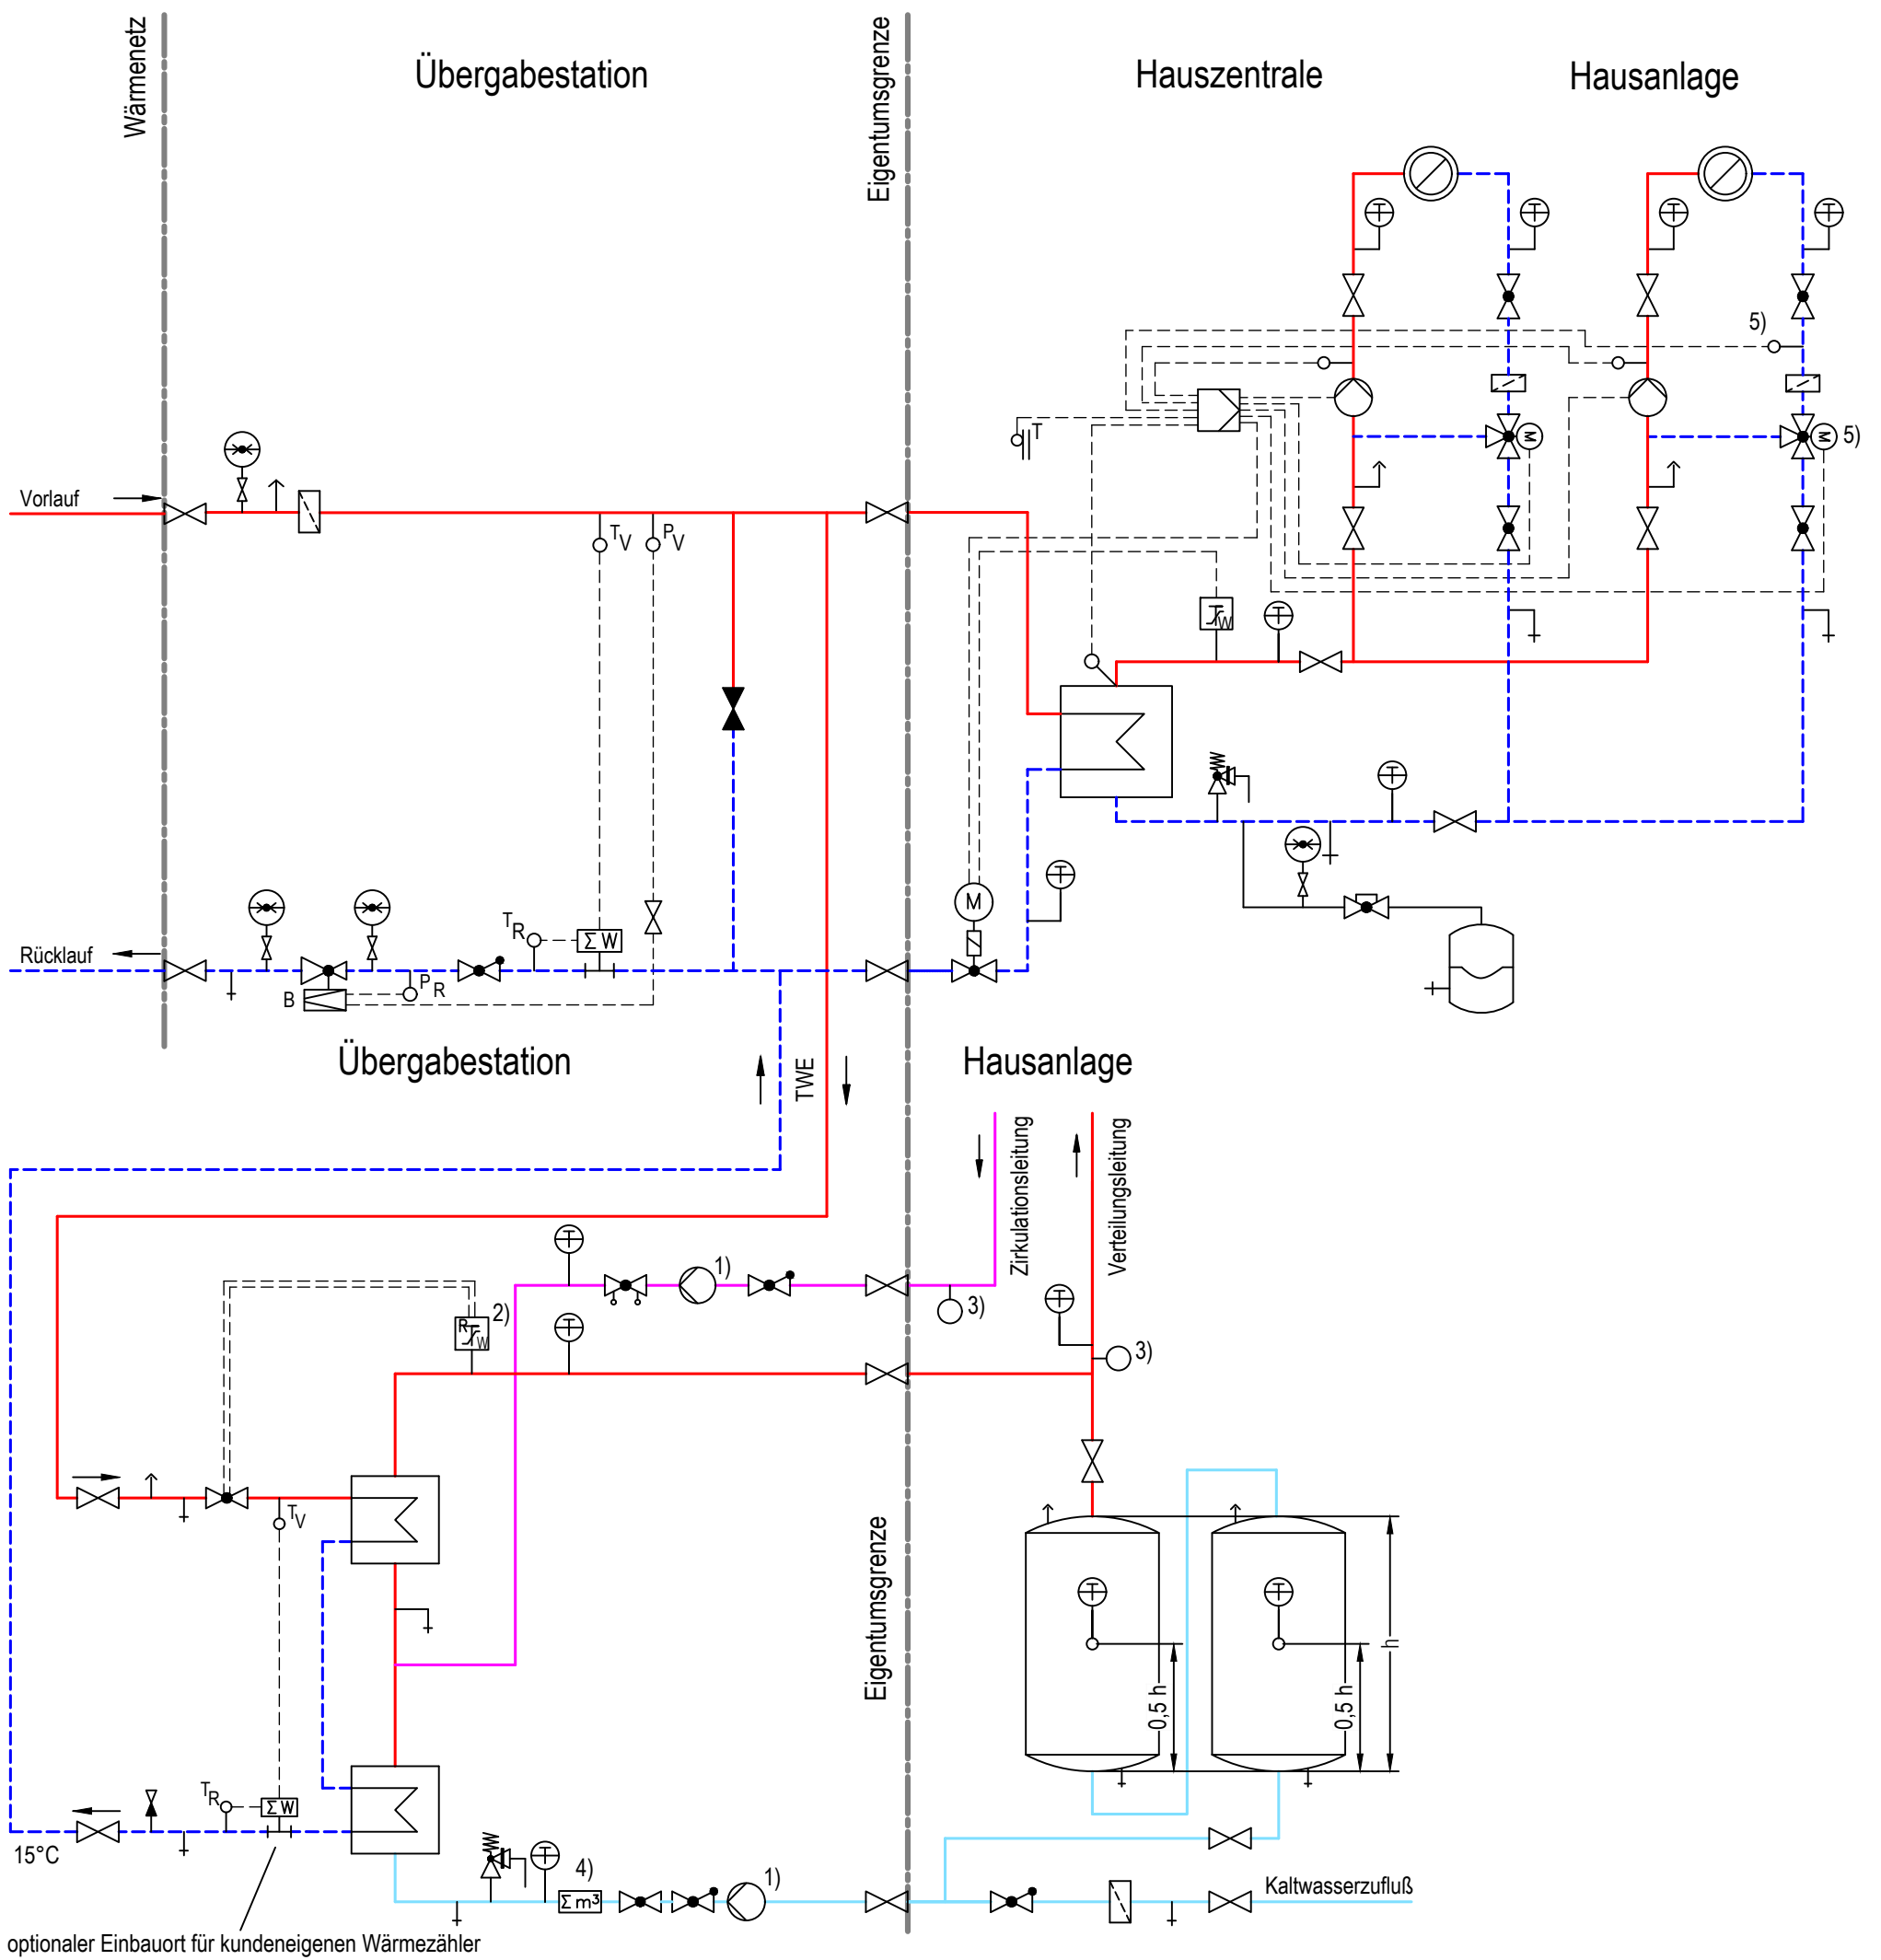 Wärmenetz
Übergabestation
Eigentumsgrenze
Hauszentrale
Hausanlage
5)
M
M
5)
T
Vorlauf
TV
PV
W
M
TR
Σ W
Rücklauf
PR
B
Übergabestation
TWE
Hausanlage
Zirkulationsleitung
Verteilungsleitung
1)
2)
R
W
3)
3)
TV
Eigentumsgrenze
h
0,5 h
0,5 h
TR
Σ W
15°C
4)
Σ m³
1)
Kaltwasserzufluß
optionaler Einbauort für kundeneigenen Wärmezähler